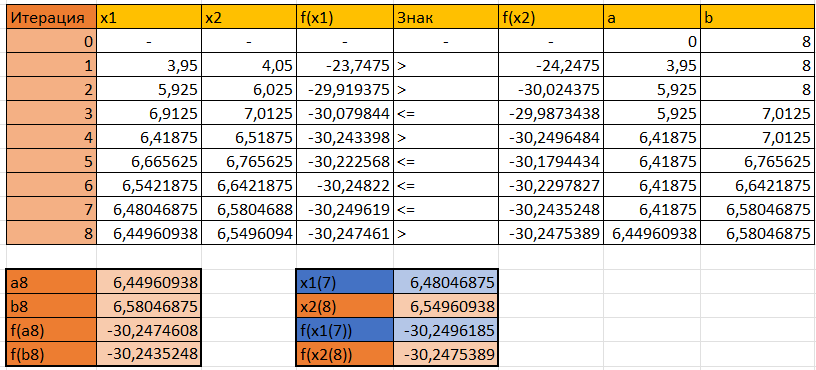 Итерация x1 x2 f(x1) Знак f(x2) a b
0 - - - - - 0 8
1 3,95 4,05 -23,7475 > -24,2475 3,95 8
2 5,925 6,025 -29,919375 > -30,024375 5,925 8
3 6,9125 7,0125 -30,079844 <= -29,9873438 5,925 7,0125
4 6,41875 6,51875 -30,243398 > -30,2496484 6,41875 7,0125
5 6,665625 6,765625 -30,222568 <= -30,1794434 6,41875 6,765625
6 6,5421875 6,6421875 -30,24822 <= -30,2297827 6,41875 6,6421875
7 6,48046875 6,5804688 -30,249619 <= -30,2435248 6,41875 6,58046875
8 6,44960938 6,5496094 -30,247461 > -30,2475389 6,44960938 6,58046875
a8 6,44960938 x1(7) 6,48046875
b8 6,58046875 x2(8) 6,54960938
f(a8) -30,2474608 f(x1(7)) -30,2496185
f(b8) -30,2435248 f(x2(8)) -30,2475389